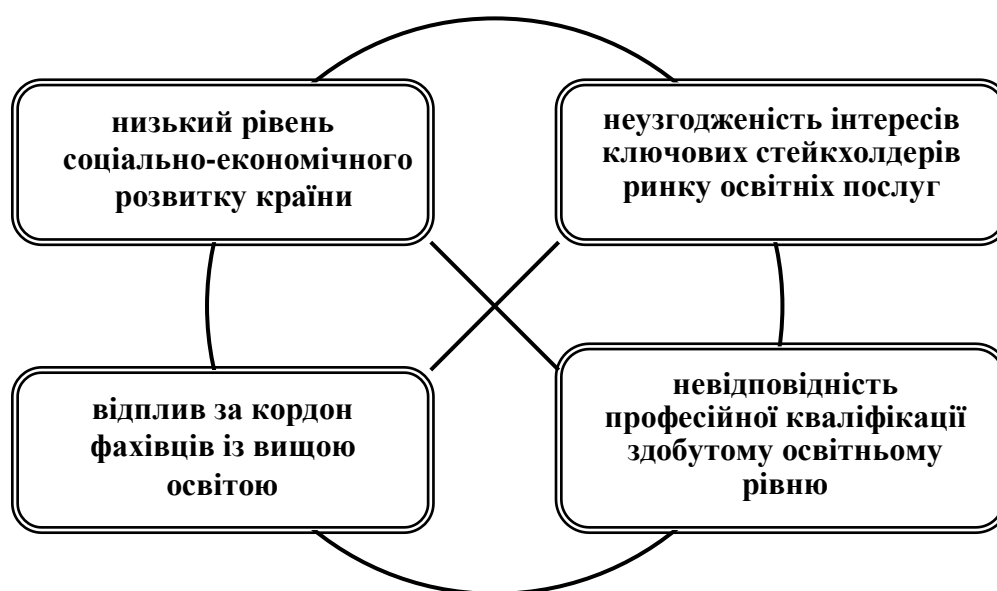 низький рівень
соціально-економічного
розвитку країни
неузгодженість інтересів
ключових стейкхолдерів
ринку освітніх послуг
відплив за кордон
фахівців із вищою
освітою
невідповідність
професійної кваліфікації
здобутому освітньому
рівню